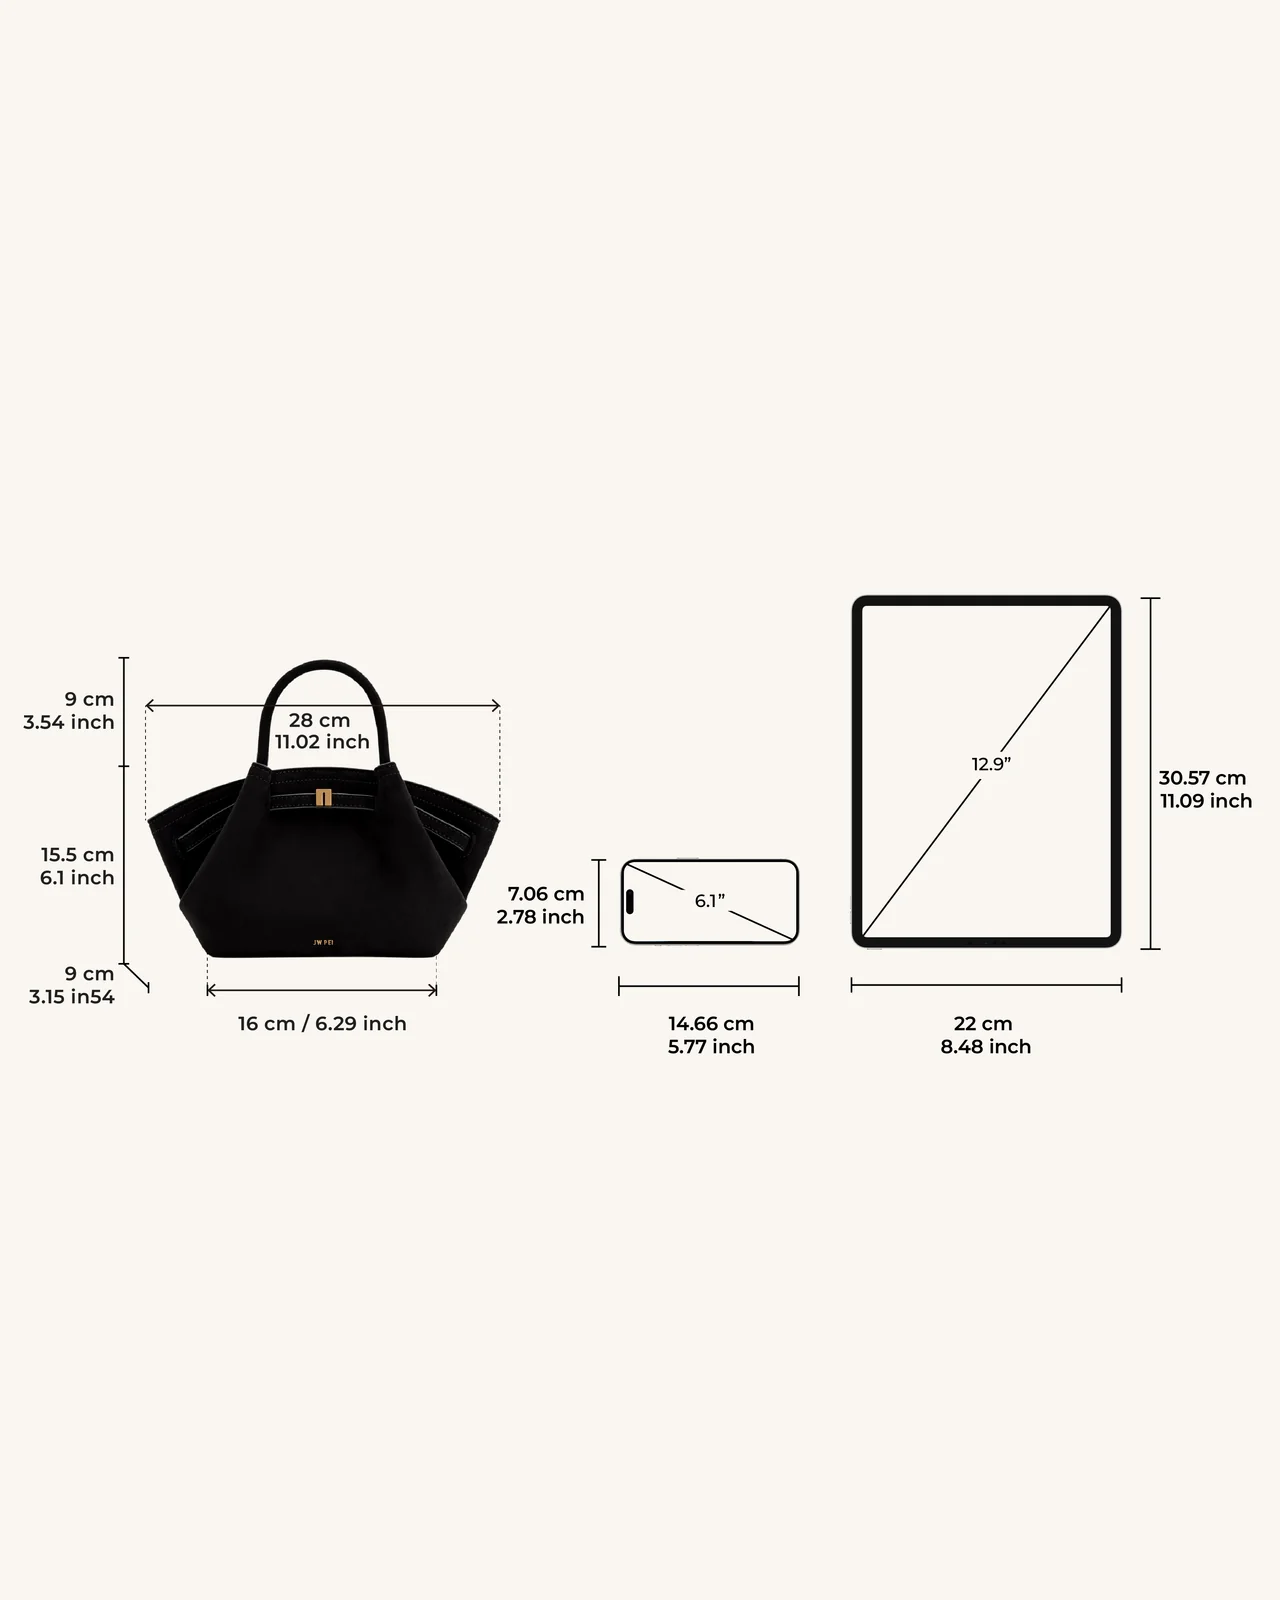 9 cm
3.54 inch
28 cm
11.02 inch
15.5 cm
6.1 inch
JW PEI
9 cm
3.15 in54
16 cm / 6.29 inch
7.06 cm
2.78 inch
6.1”
14.66 cm
5.77 inch
12.9”
30.57 cm
11.09 inch
22 cm
8.48 inch